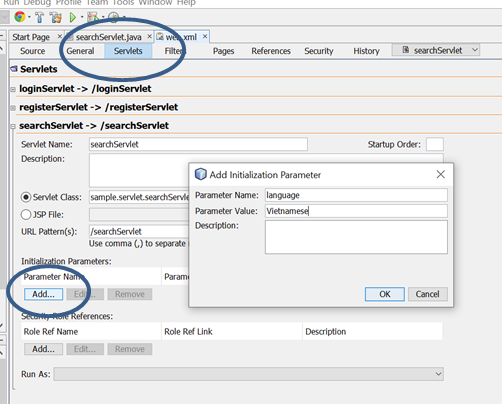 Run Debug Profile Team Tools Window Help
Start Page searchServlet.java web.xml
Source General Servlets Filters Pages References Security History searchServlet
Servlets
loginServlet -> /loginServlet
registerServlet -> /registerServlet
searchServlet -> /searchServlet
Servlet Name: searchServlet Startup Order:
Description:
Servlet Class: sample.servlet.searchServlet
JSP File:
URL Pattern(s): /searchServlet
Use comma (,) to separate
Initialization Parameters:
Parameter Name
Add... Edit... Remove
Security Role References:
Role Ref Name Role Ref Link Description
Add... Edit... Remove
Run As:
Add Initialization Parameter
Parameter Name: language
Parameter Value: Vietnamese
Description:
OK Cancel